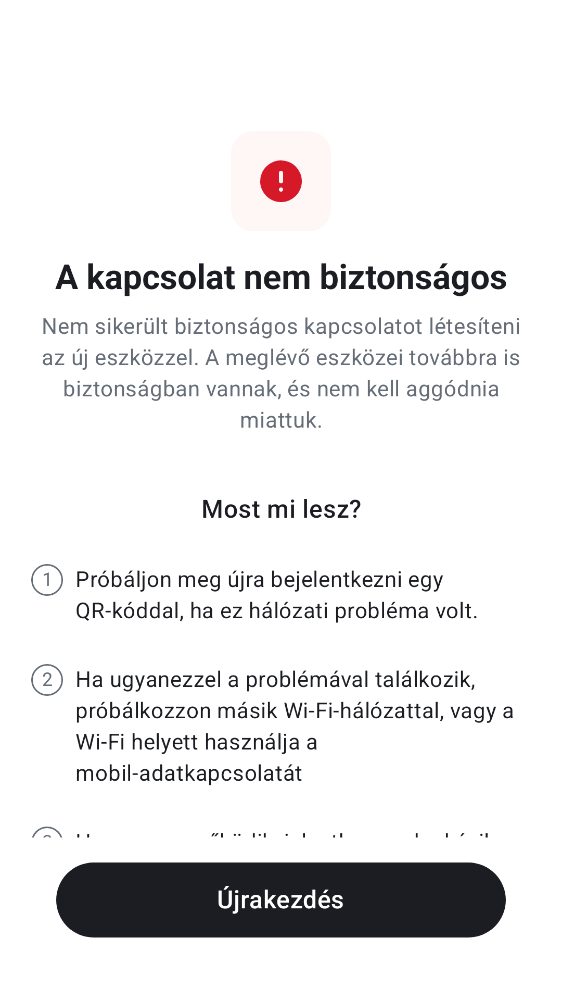 A kapcsolat nem biztonságos
Nem sikerült biztonságos kapcsolatot létesíteni
az új eszközzel. A meglévő eszközei továbbra is
biztonságban vannak, és nem kell aggódnia
miattuk.
Most mi lesz?
1 Próbáljon meg újra bejelentkezni egy
QR-kóddal, ha ez hálózati probléma volt.
2 Ha ugyanezzel a problémával találkozik,
próbálkozzon másik Wi-Fi-hálózattal, vagy a
Wi-Fi helyett használja a
mobil-adatkapcsolatát
Újrakezdés